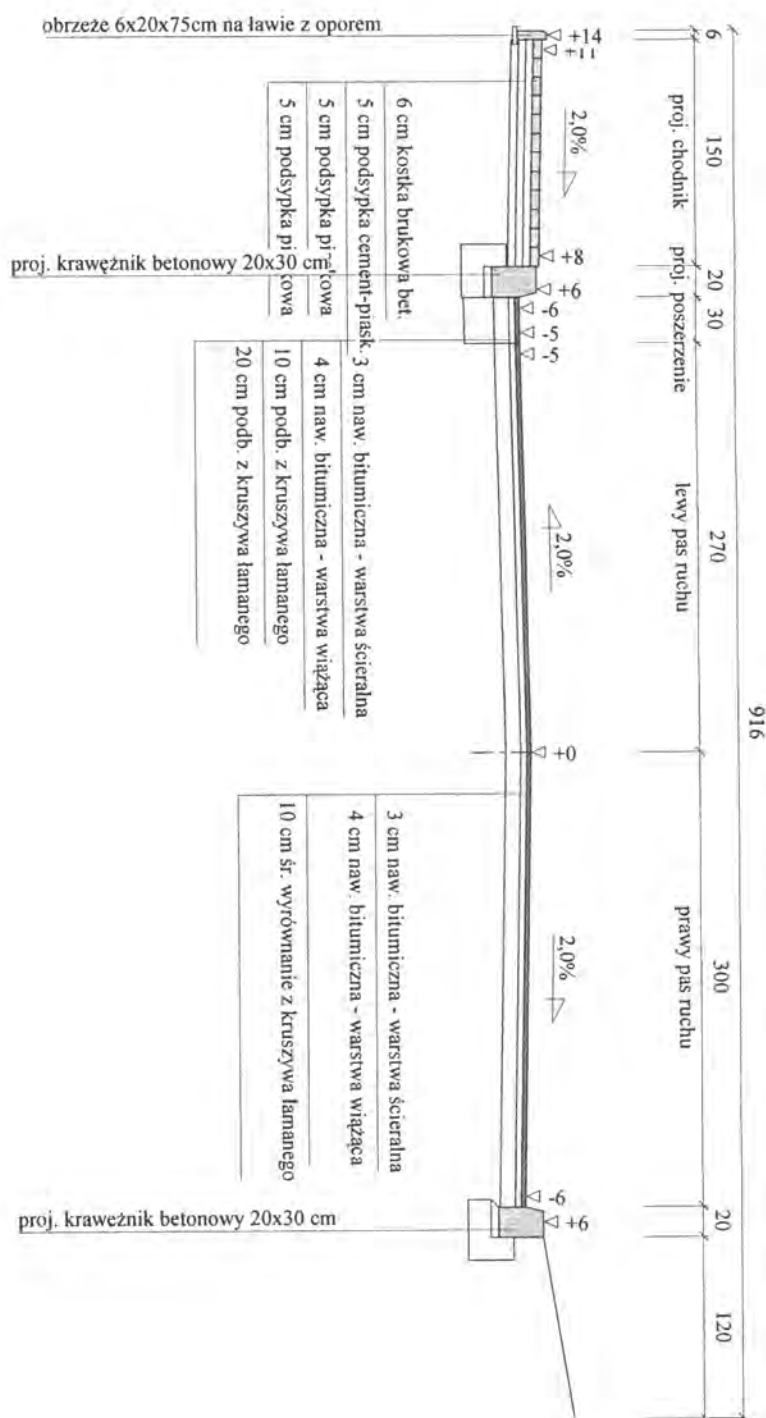 obrzeże 6x20x75cm na ławie z oporem
6 cm kostka brukowa bet.
5 cm podsypka cement-piask.
5 cm podsypka
5 cm podsypka
proj. krawężnik betonowy 20x30 cm
3 cm naw. bitumiczna - warstwa ścieralna
4 cm naw. bitumiczna - warstwa wiążąca
10 cm podb. z kruszywa łamanego
20 cm podb. z kruszywa łamanego
3 cm naw. bitumiczna - warstwa ścieralna
4 cm naw. bitumiczna - warstwa wiążąca
10 cm śr. wyrównanie z kruszywa łamanego
proj. kraweżnik betonowy 20x30 cm
+14
+11
2,0%
+8
+6
-6
-5
-5
2,0%
+0
2,0%
-6
+6
proj. chodnik
proj. poszerzenie
lewy pas ruchu
prawy pas ruchu
6
150
20
30
270
300
20
120
916